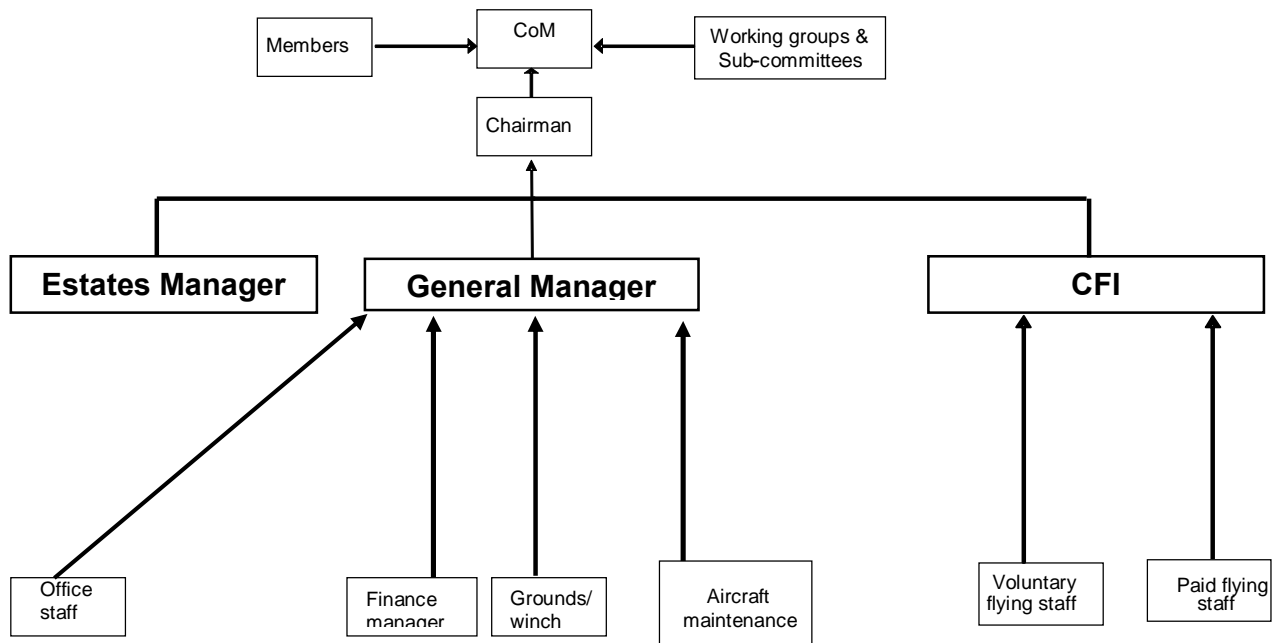 CoM
Members
Working groups &
Sub-committees
Chairman
Estates Manager
General Manager
CFI
Office
staff
Finance
manager
Grounds/
winch
Aircraft
maintenance
Voluntary
flying staff
Paid flying
staff